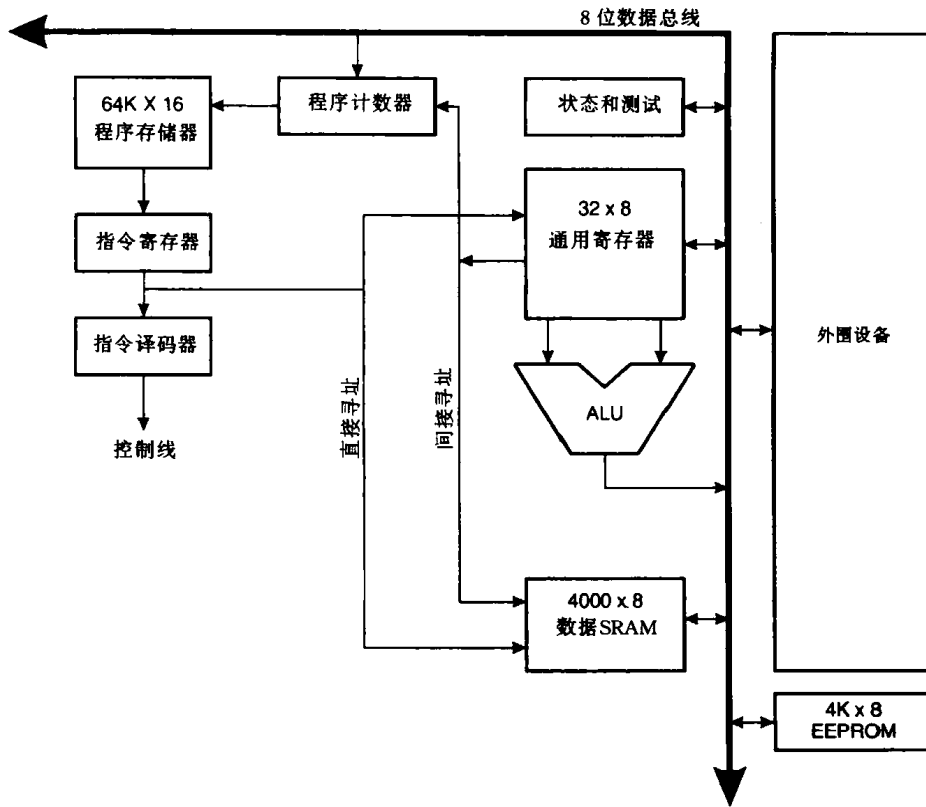 8 位数据总线
64K X 16
程序存储器
程序计数器
状态和测试
32 x 8
通用寄存器
指令寄存器
指令译码器
控制线
直接寻址
间接寻址
ALU
外围设备
4000 x 8
数据SRAM
4K x 8
EEPROM